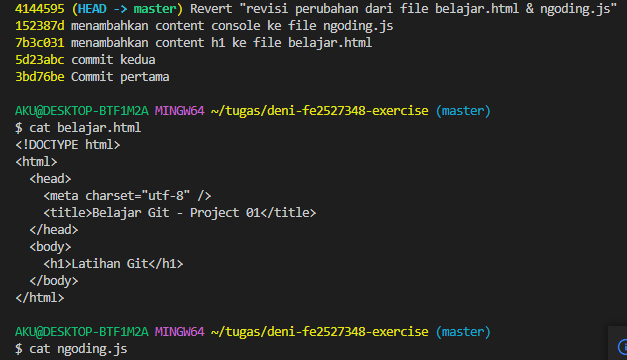 4144595 (HEAD -> master) Revert "revisi perubahan dari file belajar.html & ngoding.js"
152387d menambahkan content console ke file ngoding.js
7b3c031 menambahkan content h1 ke file belajar.html
5d23abc commit kedua
3bd76be Commit pertama
AKU@DESKTOP-BTF1M2A MINGW64 ~/tugas/deni-fe2527348-exercise (master)
$ cat belajar.html
<!DOCTYPE html>
<html>
  <head>
    <meta charset="utf-8" />
    <title>Belajar Git - Project 01</title>
  </head>
  <body>
    <h1>Latihan Git</h1>
  </body>
</html>
AKU@DESKTOP-BTF1M2A MINGW64 ~/tugas/deni-fe2527348-exercise (master)
$ cat ngoding.js